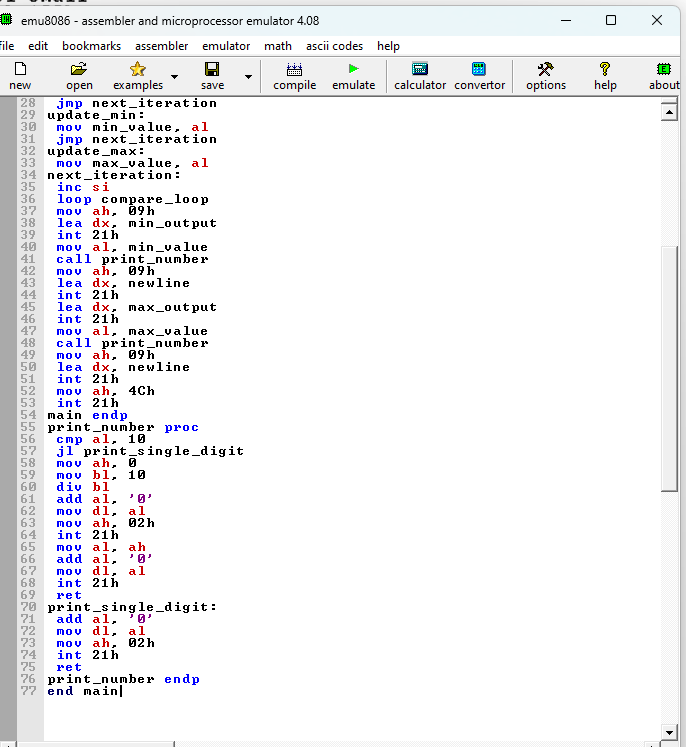 emu8086 - assembler and microprocessor emulator 4.08
file edit bookmarks assembler emulator math ascii codes help
new open examples save compile emulate calculator convertor options help about
28 jmp next_iteration
29 update_min:
30 mov min_value, al
31 jmp next_iteration
32 update_max:
33 mov max_value, al
34 next_iteration:
35 inc si
36 loop compare_loop
37 mov ah, 09h
38 lea dx, min_output
39 int 21h
40 mov al, min_value
41 call print_number
42 mov ah, 09h
43 lea dx, newline
44 int 21h
45 lea dx, max_output
46 int 21h
47 mov al, max_value
48 call print_number
49 mov ah, 09h
50 lea dx, newline
51 int 21h
52 mov ah, 4Ch
53 int 21h
54 main endp
55 print_number proc
56 cmp al, 10
57 jl print_single_digit
58 mov ah, 0
59 mov bl, 10
60 div bl
61 add al, '0'
62 mov dl, al
63 mov ah, 02h
64 int 21h
65 mov al, ah
66 add al, '0'
67 mov dl, al
68 int 21h
69 ret
70 print_single_digit:
71 add al, '0'
72 mov dl, al
73 mov ah, 02h
74 int 21h
75 ret
76 print_number endp
77 end main